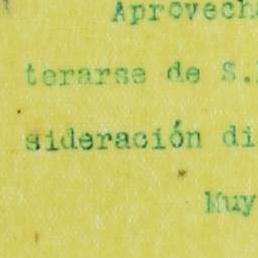 Aprovech
terarse de S.
sideración di
Muy